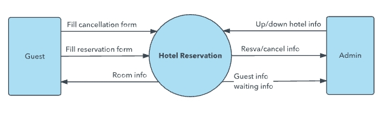 Fill cancellation form
Up/down hotel info
Guest
Fill reservation form
Hotel Reservation
Resva/cancel info
Admin
Room info
Guest info
waiting info